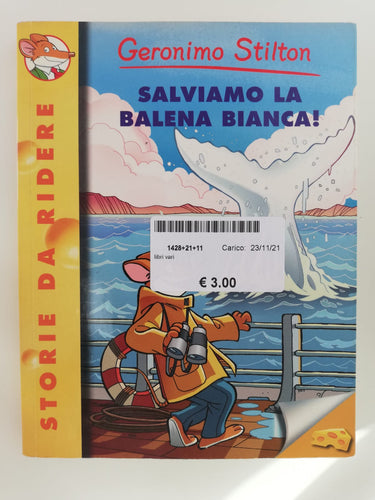 Geronimo Stilton
SALVIAMO LA
BALENA BIANCA!
STORIE DA RIDERE
1428+21+11 Carico: 23/11/21
libri vari
€ 3.00